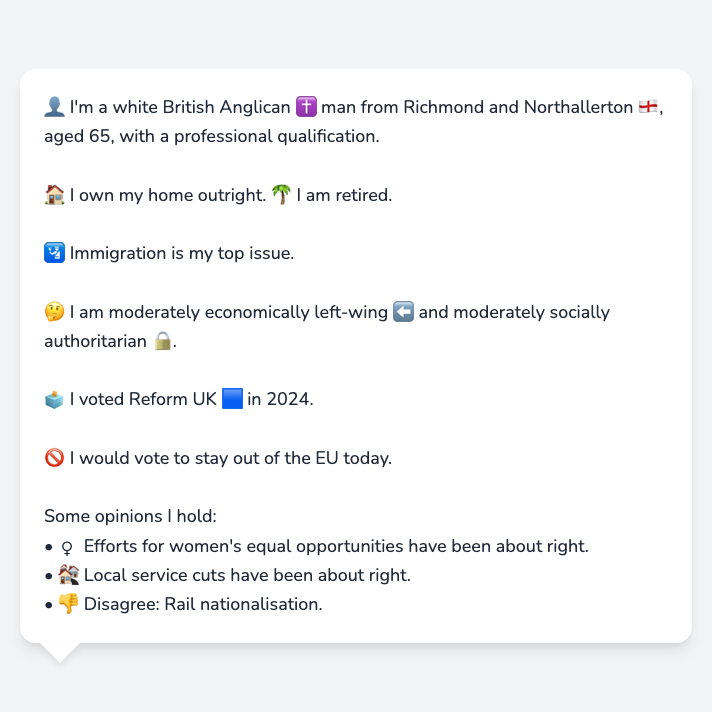 👤 I'm a white British Anglican ✝️ man from Richmond and Northallerton 🏴󠁧󠁢󠁥󠁮󠁧󠁿,
aged 65, with a professional qualification.
🏠 I own my home outright. 🌴 I am retired.
🛂 Immigration is my top issue.
🤔 I am moderately economically left-wing ⬅️ and moderately socially
authoritarian 🔒.
🗳️ I voted Reform UK 🟦 in 2024.
🚫 I would vote to stay out of the EU today.
Some opinions I hold:
• ♀ Efforts for women's equal opportunities have been about right.
• 🏚️ Local service cuts have been about right.
• 👎 Disagree: Rail nationalisation.